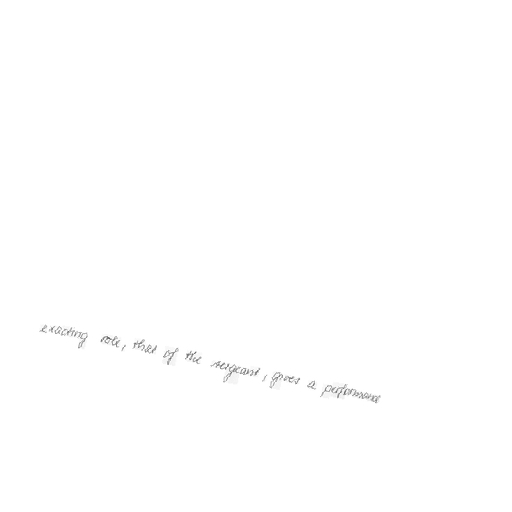 exacting role, that of the sergeant, gives a performance